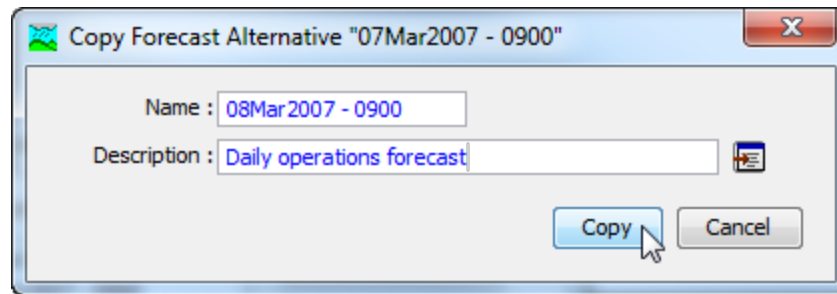 Copy Forecast Alternative "07Mar2007 - 0900"
Name : 08Mar2007 - 0900
Description : Daily operations forecast
Copy Cancel